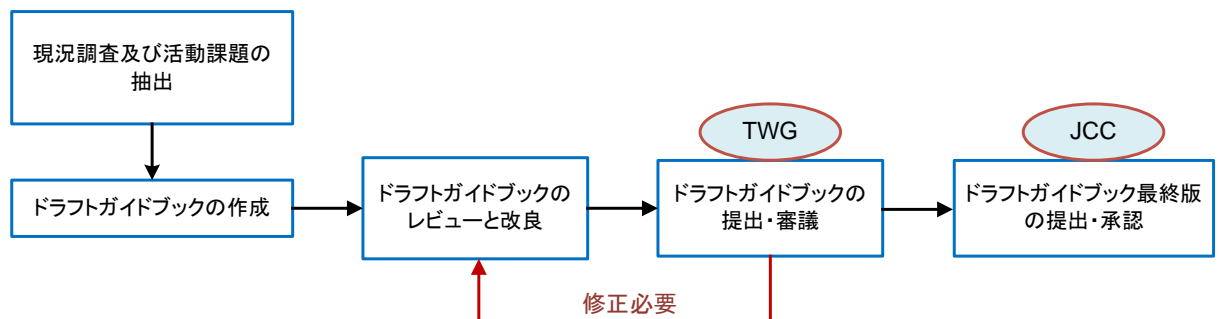 現況調査及び活動課題の
抽出
ドラフトガイドブックの作成
ドラフトガイドブックの
レビューと改良
TWG
ドラフトガイドブックの
提出・審議
JCC
ドラフトガイドブック最終版
の提出・承認
修正必要